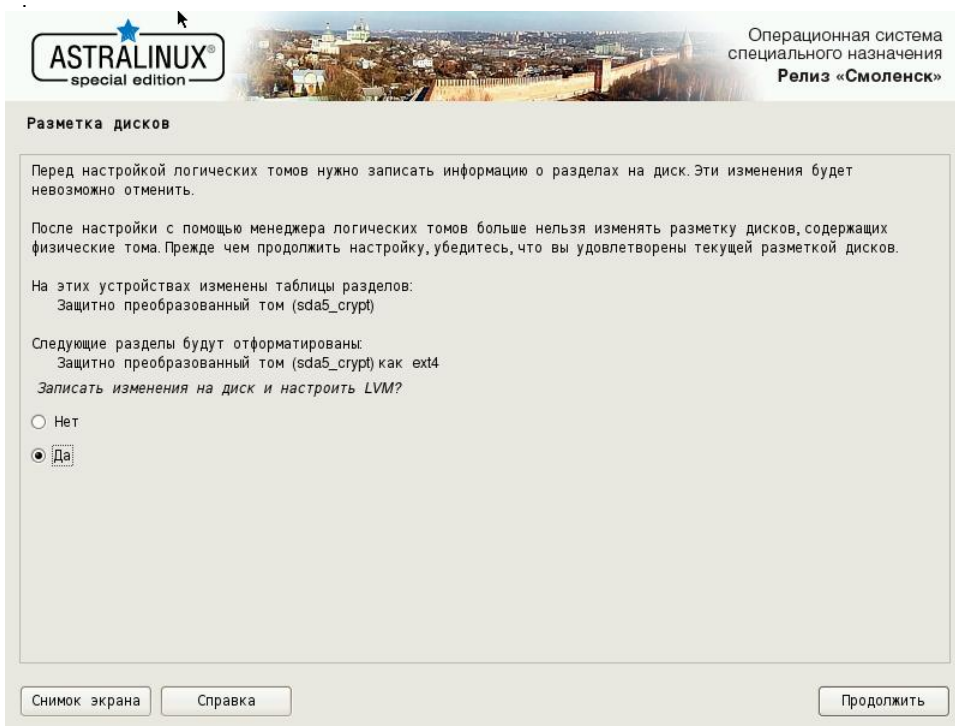 ASTRALINUX®
special edition
Операционная система
специального назначения
Релиз «Смоленск»
Разметка дисков
Перед настройкой логических томов нужно записать информацию о разделах на диск. Эти изменения будет
невозможно отменить.
После настройки с помощью менеджера логических томов больше нельзя изменять разметку дисков, содержащих
физические тома. Прежде чем продолжить настройку, убедитесь, что вы удовлетворены текущей разметкой дисков.
На этих устройствах изменены таблицы разделов:
Защитно преобразованный том (sda5_crypt)
Следующие разделы будут отформатированы:
Защитно преобразованный том (sda5_crypt) как ext4
Записать изменения на диск и настроить LVM?
Нет
Да
Снимок экрана
Справка
Продолжить